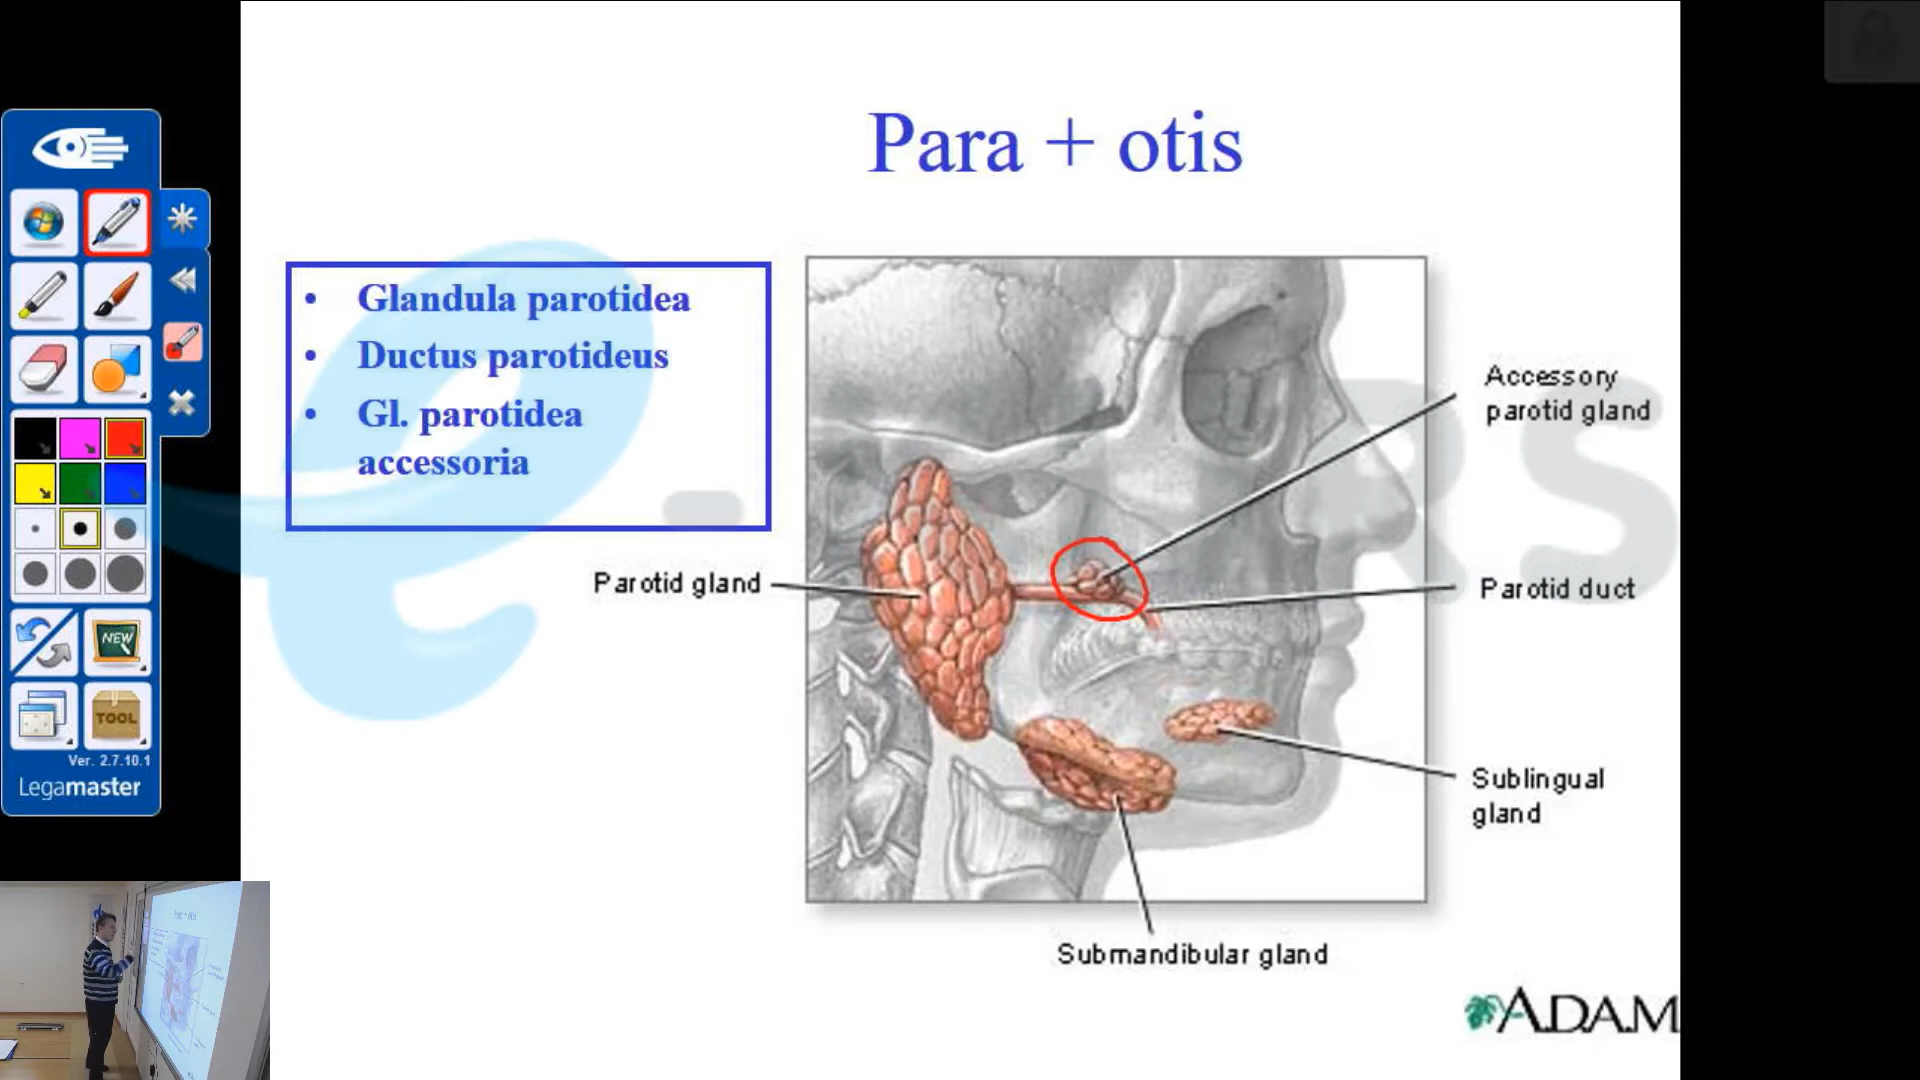 Para + otis
• Glandula parotidea
• Ductus parotideus
• Gl. parotidea
accessoria
Accessory
parotid gland
Parotid gland
Parotid duct
Sublingual
gland
Submandibular gland
A.D.A.M
NEW
TOOL
Ver. 2.7.10.1
Legamaster
RS